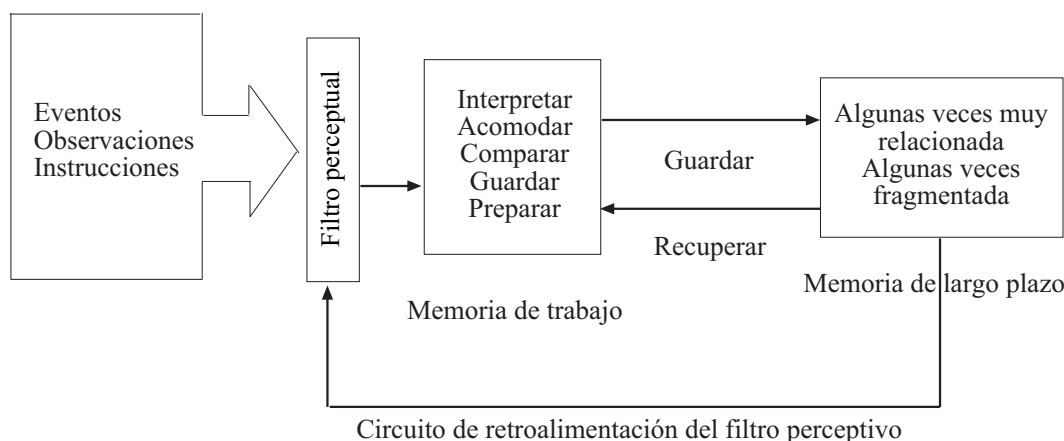 Eventos
Observaciones
Instrucciones
Filtro perceptual
Interpretar
Acomodar
Comparar
Guardar
Preparar
Memoria de trabajo
Guardar
Recuperar
Algunas veces muy
relacionada
Algunas veces
fragmentada
Memoria de largo plazo
Circuito de retroalimentación del filtro perceptivo